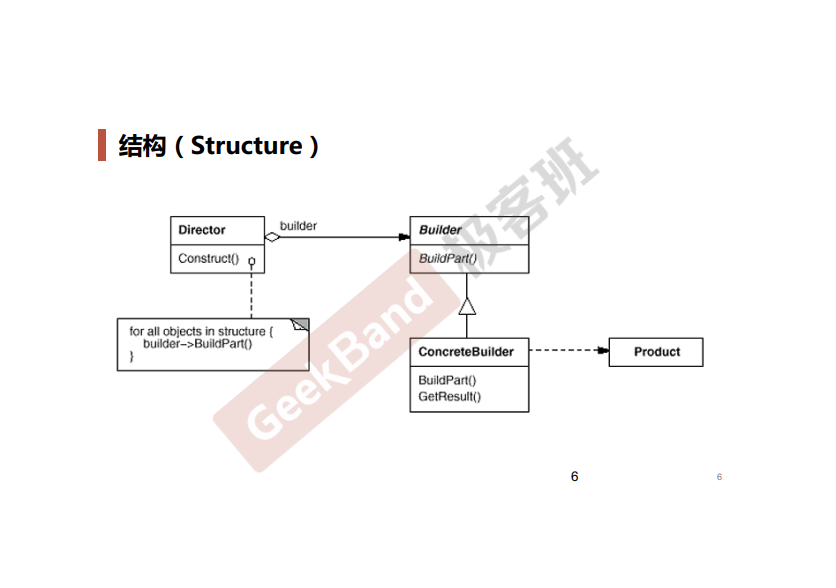 结构（Structure）
Director
Construct()
builder
Builder
BuildPart()
for all objects in structure {
builder->BuildPart()
}
ConcreteBuilder
BuildPart()
GetResult()
Product
GeekBand 极客班
6
6